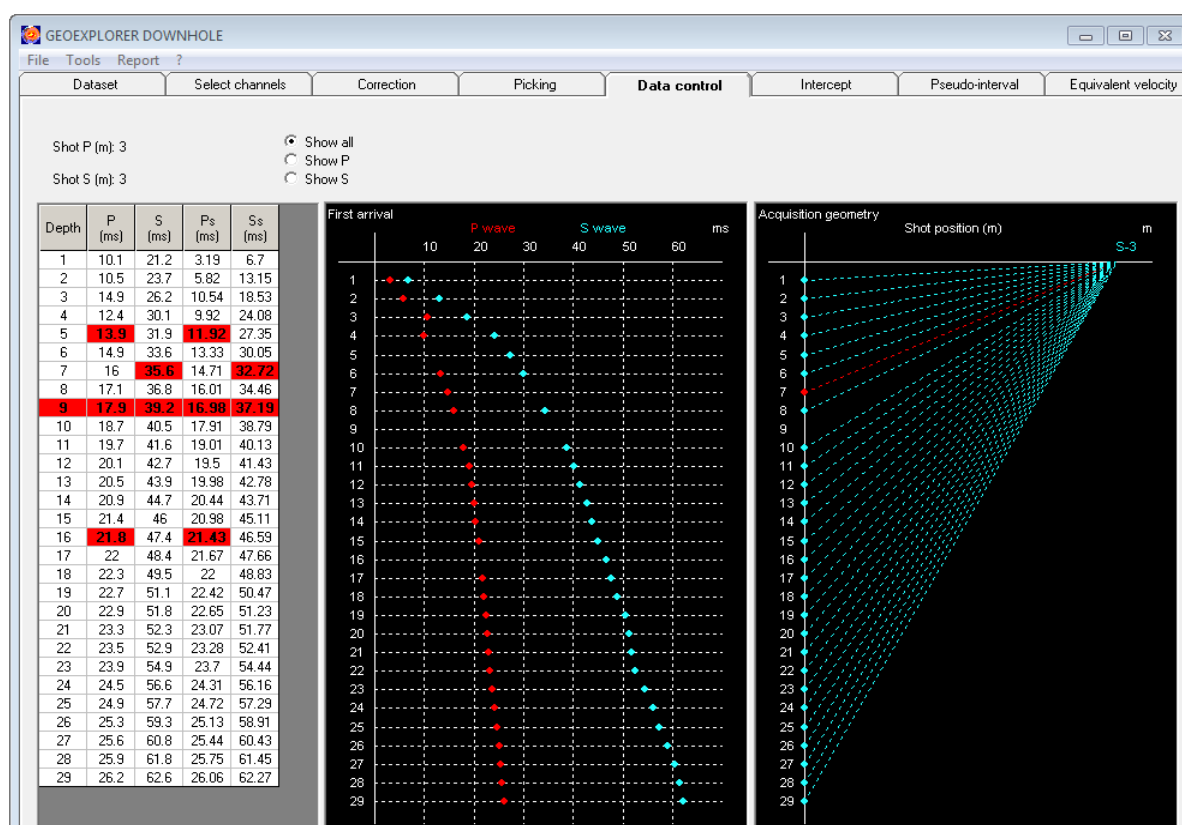 GEOEXPLORER DOWNHOLE
File Tools Report ?
Dataset Select channels Correction Picking Data control Intercept Pseudo-interval Equivalent velocity
Shot P (m): 3
Shot S (m): 3
Show all
Show P
Show S
Depth P (ms) S (ms) Ps (ms) Ss (ms)
1 10.1 21.2 3.19 6.7
2 10.5 23.7 5.82 13.15
3 14.9 26.2 10.54 18.53
4 12.4 30.1 9.92 24.08
5 13.9 31.9 11.92 27.35
6 14.9 33.6 13.33 30.05
7 16 35.6 14.71 32.72
8 17.1 36.8 16.01 34.46
9 17.9 39.2 16.98 37.19
10 18.7 40.5 17.91 38.79
11 19.7 41.6 19.01 40.13
12 20.1 42.7 19.5 41.43
13 20.5 43.9 19.98 42.78
14 20.9 44.7 20.44 43.71
15 21.4 46 20.98 45.11
16 21.8 47.4 21.43 46.59
17 22 48.4 21.67 47.66
18 22.3 49.5 22 48.83
19 22.7 51.1 22.42 50.47
20 22.9 51.8 22.65 51.23
21 23.3 52.3 23.07 51.77
22 23.5 52.9 23.28 52.41
23 23.9 54.9 23.7 54.44
24 24.5 56.6 24.31 56.16
25 24.9 57.7 24.72 57.29
26 25.3 59.3 25.13 58.91
27 25.6 60.8 25.44 60.43
28 25.9 61.8 25.75 61.45
29 26.2 62.6 26.06 62.27
First arrival
P wave S wave ms
10 20 30 40 50 60
1
2
3
4
5
6
7
8
9
10
11
12
13
14
15
16
17
18
19
20
21
22
23
24
25
26
27
28
29
Acquisition geometry
Shot position (m) m
S-3
1
2
3
4
5
6
7
8
9
10
11
12
13
14
15
16
17
18
19
20
21
22
23
24
25
26
27
28
29